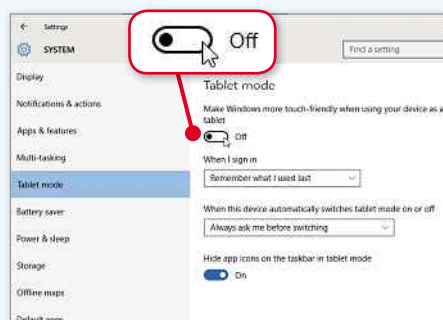 Settings
Off
SYSTEM
Find a setting
Display
Notifications & actions
Apps & features
Multi-tasking
Tablet mode
Battery saver
Power & sleep
Storage
Offline maps
Default apps
Tablet mode
Make Windows more touch-friendly when using your device as a
tablet
Off
When I sign in
Remember what I used last
When this device automatically switches tablet mode on or off
Always ask me before switching
Hide app icons on the taskbar in tablet mode
On